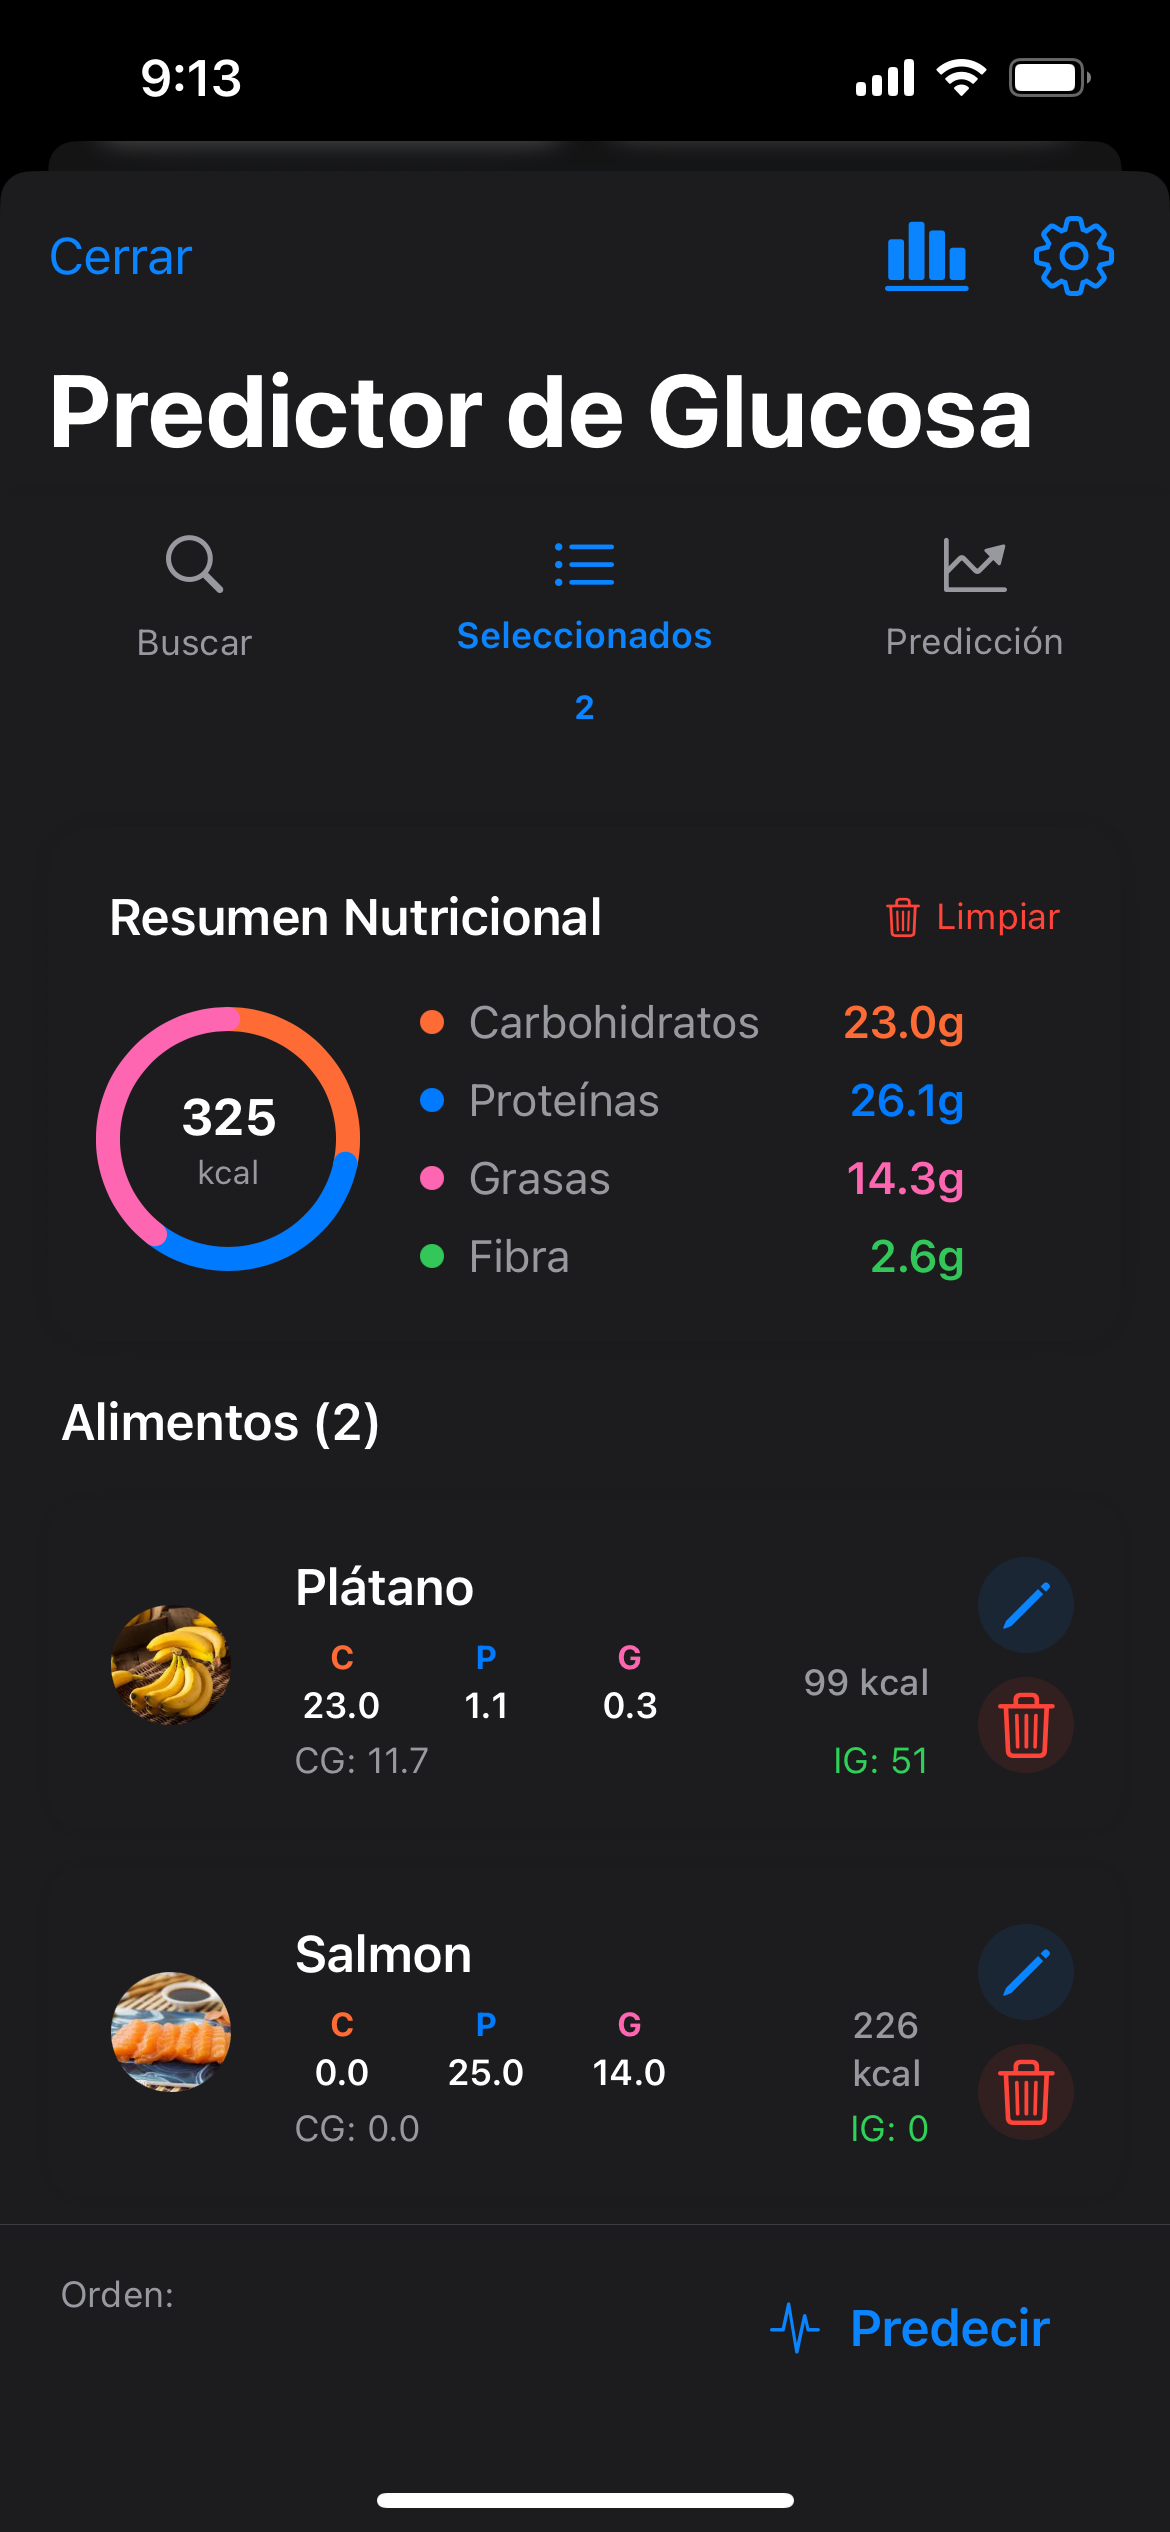 9:13
Cerrar
Predictor de Glucosa
Buscar
Seleccionados
2
Predicción
Resumen Nutricional
Limpiar
325
kcal
Carbohidratos 23.0g
Proteínas 26.1g
Grasas 14.3g
Fibra 2.6g
Alimentos (2)
Plátano
C P G
23.0 1.1 0.3
99 kcal
CG: 11.7
IG: 51
Salmon
C P G
0.0 25.0 14.0
226
kcal
CG: 0.0
IG: 0
Orden:
Predecir